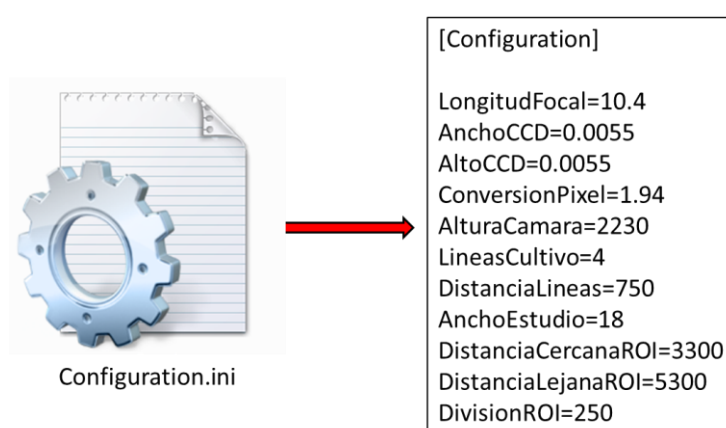 Configuration.ini
[Configuration]
LongitudFocal=10.4
AnchoCCD=0.0055
AltoCCD=0.0055
ConversionPixel=1.94
AlturaCamara=2230
LineasCultivo=4
DistanciaLineas=750
AnchoEstudio=18
DistanciaCercanaROI=3300
DistanciaLejanaROI=5300
DivisionROI=250